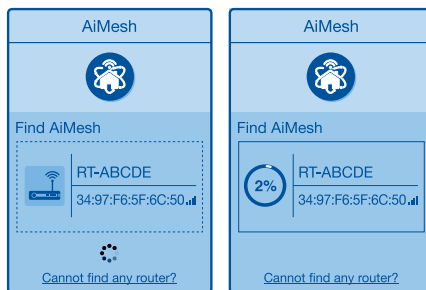 AiMesh
Find AiMesh
RT-ABCDE
34:97:F6:5F:6C:50
Cannot find any router?
AiMesh
Find AiMesh
2%
RT-ABCDE
34:97:F6:5F:6C:50
Cannot find any router?